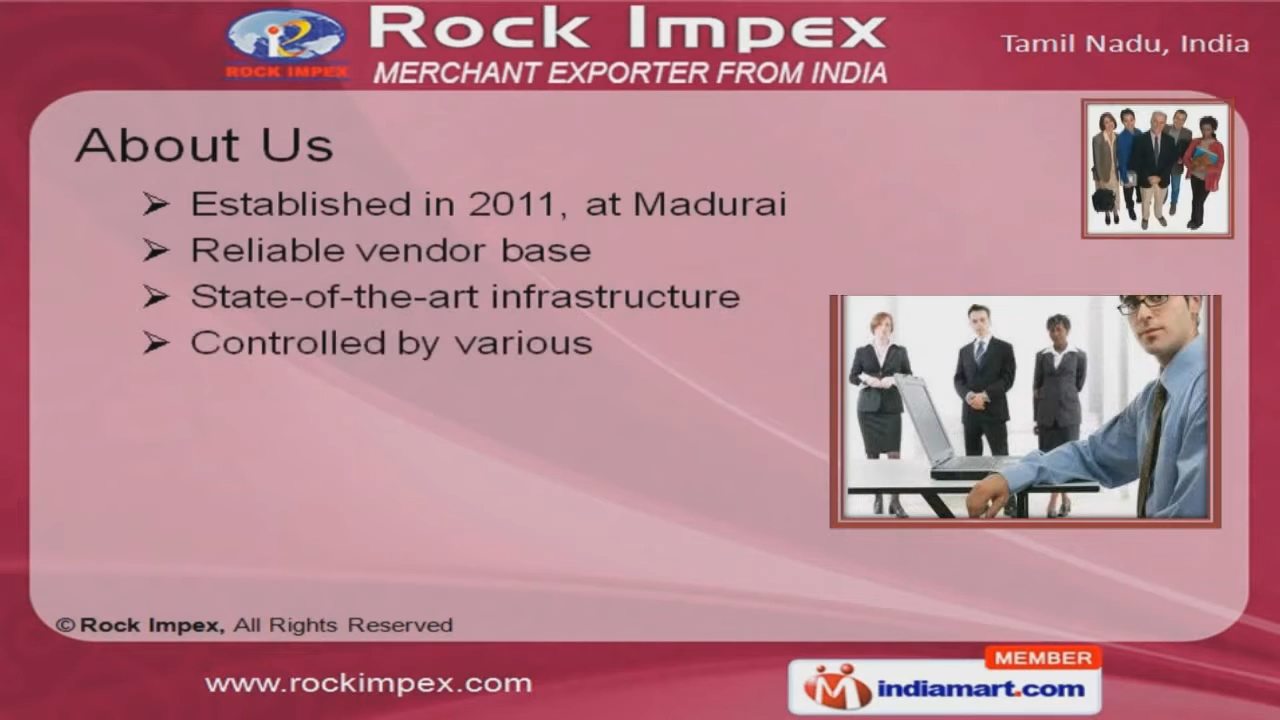 Rock Impex
ROCK IMPEX
MERCHANT EXPORTER FROM INDIA
Tamil Nadu, India
About Us
➢ Established in 2011, at Madurai
➢ Reliable vendor base
➢ State-of-the-art infrastructure
➢ Controlled by various
© Rock Impex, All Rights Reserved
www.rockimpex.com
MEMBER
indiamart.com